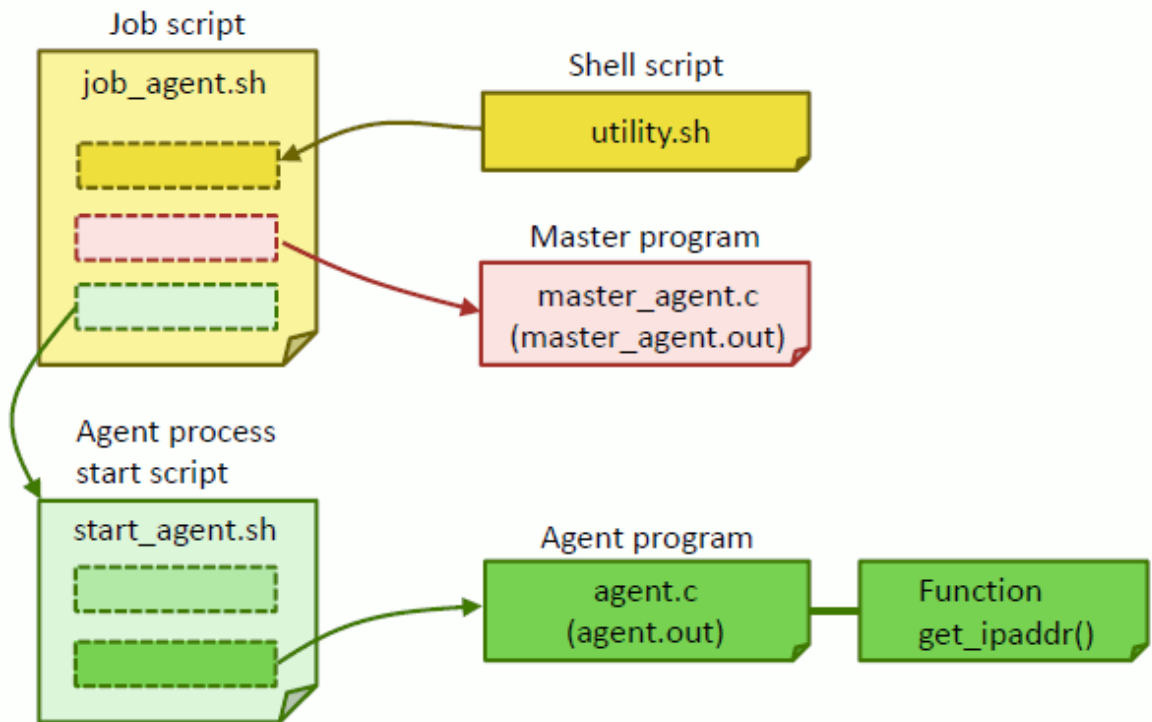 Job script
job_agent.sh
Shell script
utility.sh
Master program
master_agent.c
(master_agent.out)
Agent process
start script
start_agent.sh
Agent program
agent.c
(agent.out)
Function
get_ipaddr()